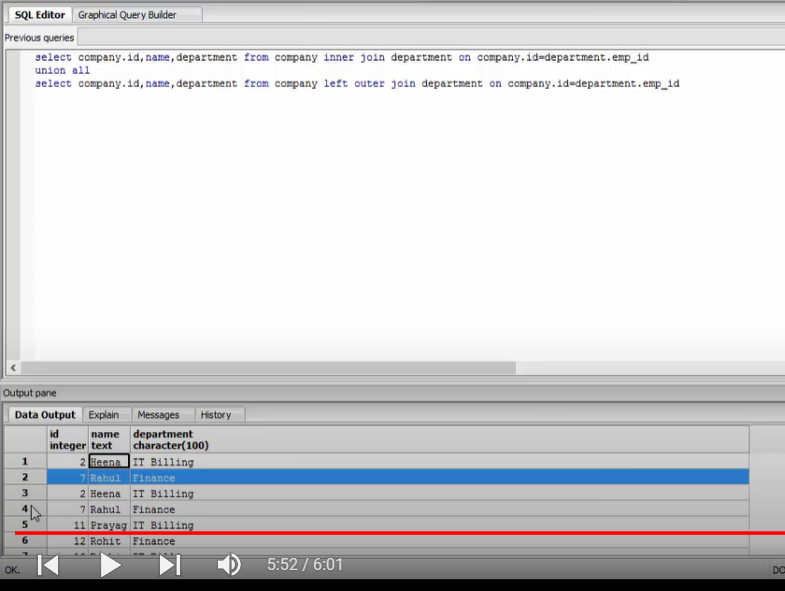 SQL Editor Graphical Query Builder
Previous queries
select company.id,name,department from company inner join department on company.id=department.emp_id
union all
select company.id,name,department from company left outer join department on company.id=department.emp_id
Output pane
Data Output Explain Messages History
id name department
integer text character(100)
1 2 Heena IT Billing
2 7 Rahul Finance
3 2 Heena IT Billing
4 7 Rahul Finance
5 11 Prayag IT Billing
6 12 Rohit Finance
5:52 / 6:01
OK. DO